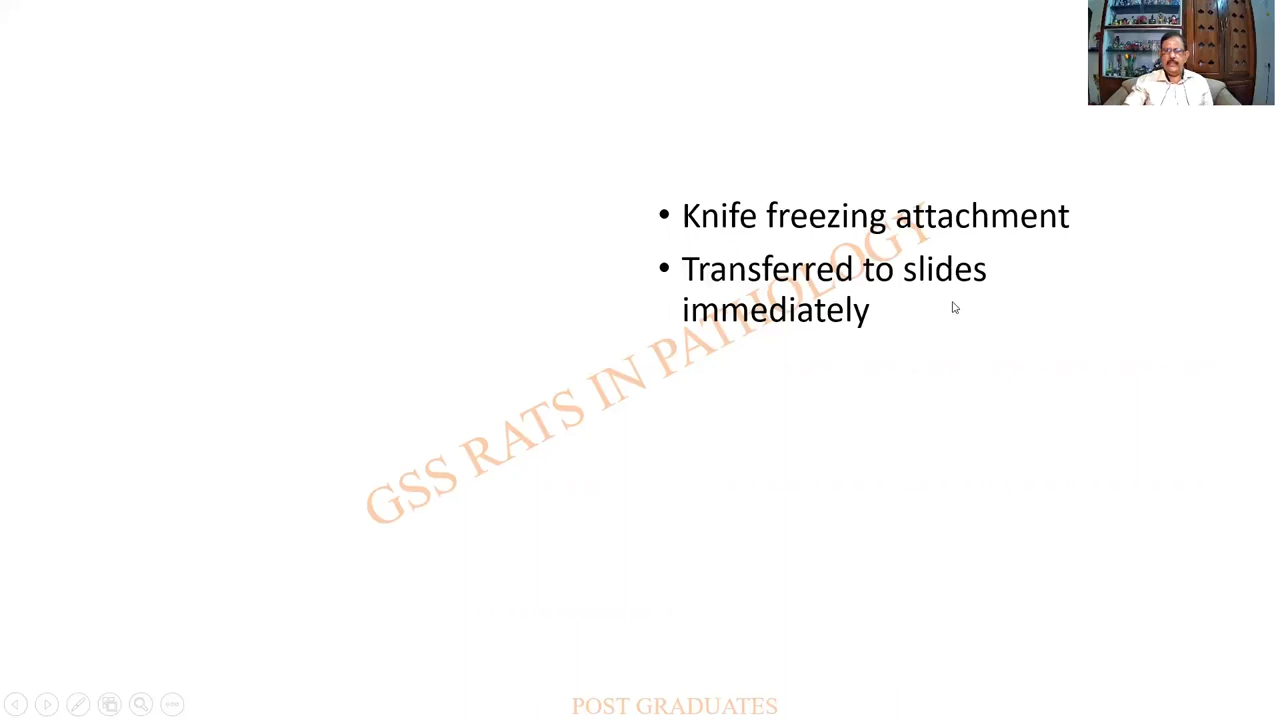 • Knife freezing attachment
• Transferred to slides
immediately
GSS RATS IN PATHOLOGY
POST GRADUATES